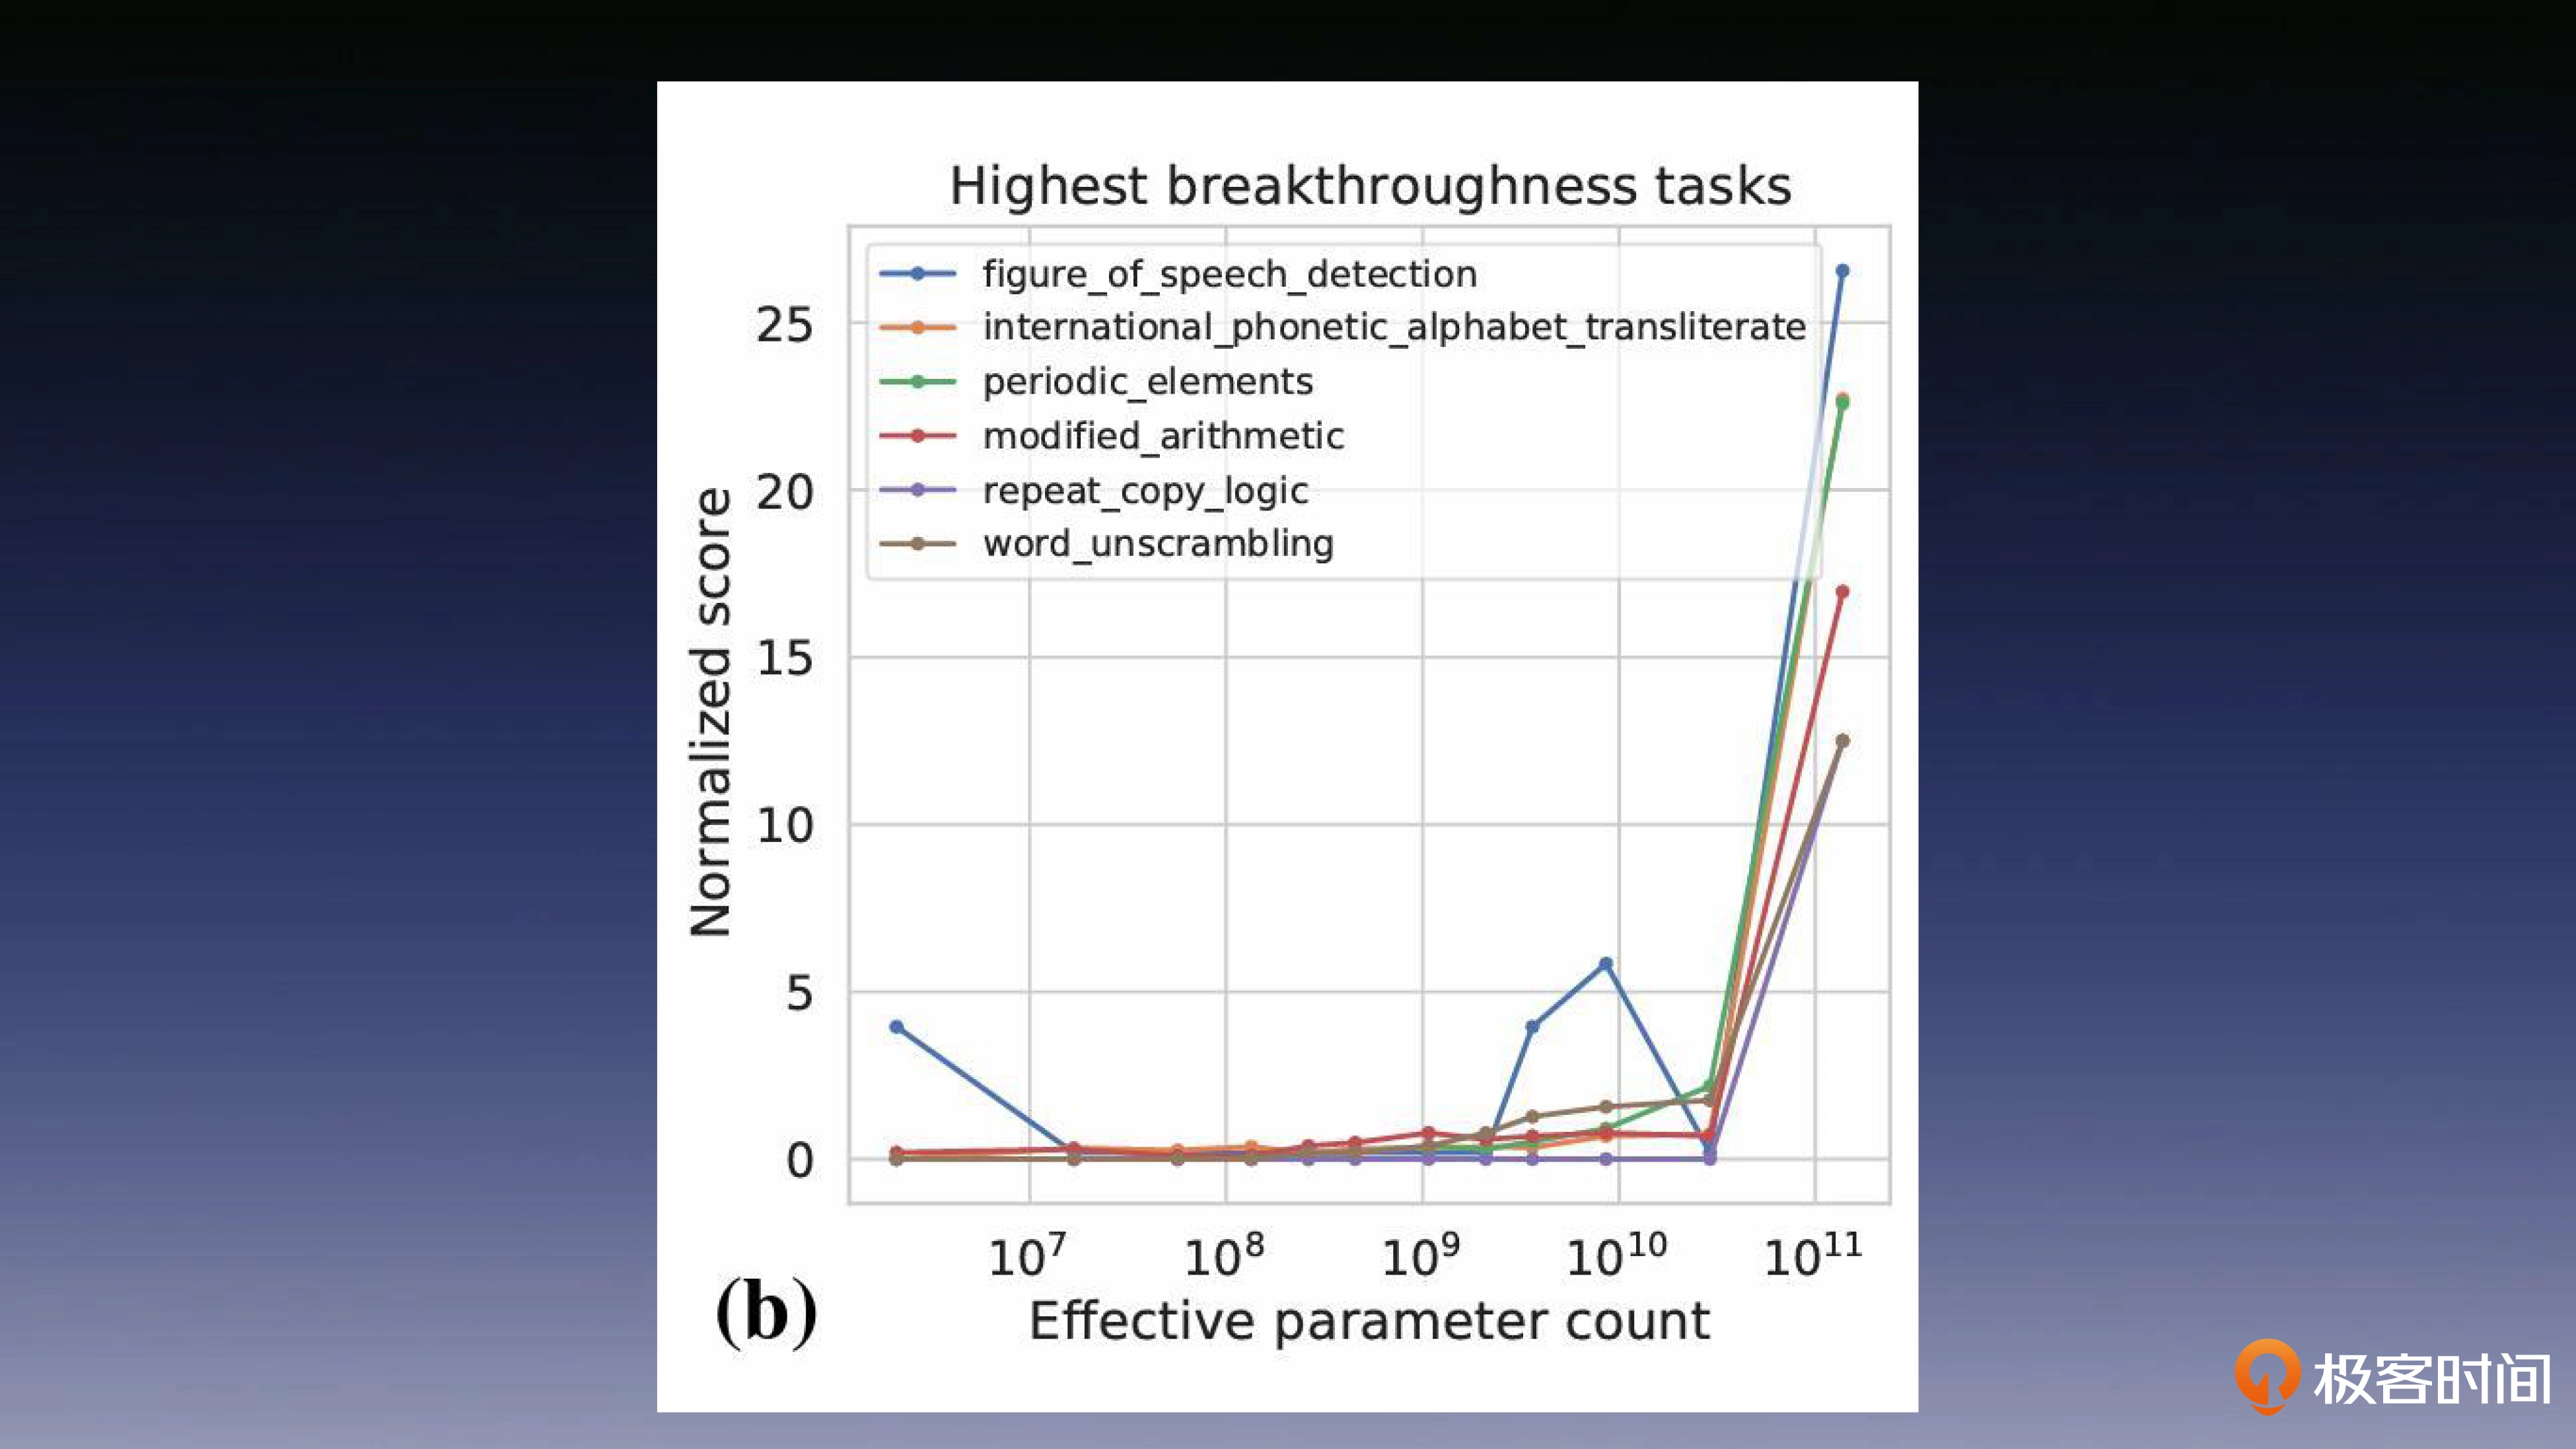 Highest breakthroughness tasks
figure_of_speech_detection
international_phonetic_alphabet_transliterate
periodic_elements
modified_arithmetic
repeat_copy_logic
word_unscrambling
Normalized score
25
20
15
10
5
0
10⁷ 10⁸ 10⁹ 10¹⁰ 10¹¹
Effective parameter count
(b)
极客时间